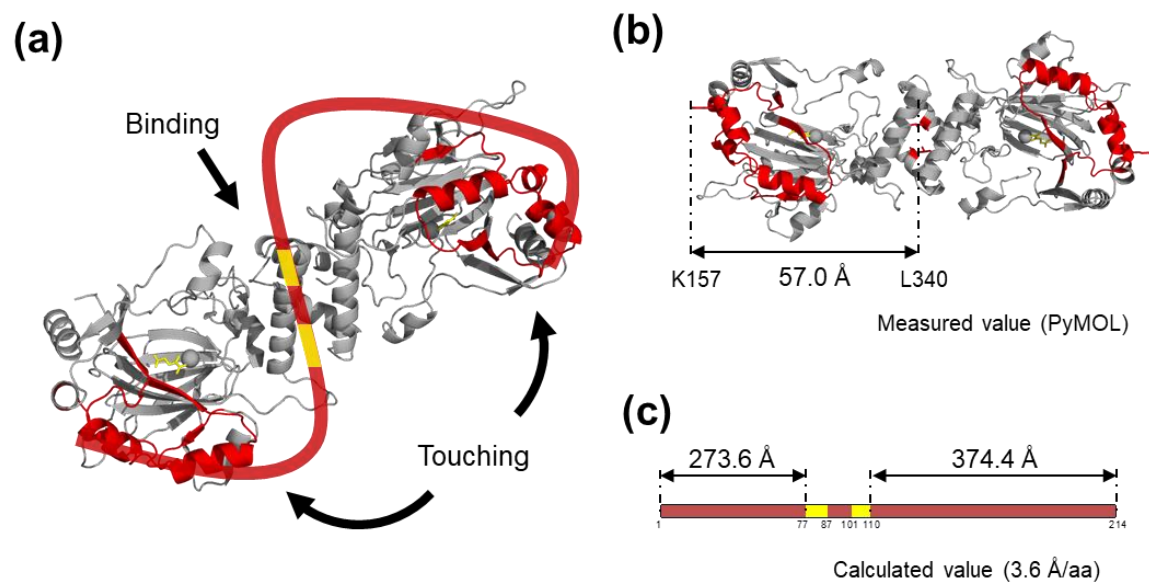 (a)
Binding
Touching
(b)
K157
57.0 Å
L340
Measured value (PyMOL)
(c)
273.6 Å
374.4 Å
1
77
87
101
110
214
Calculated value (3.6 Å/aa)